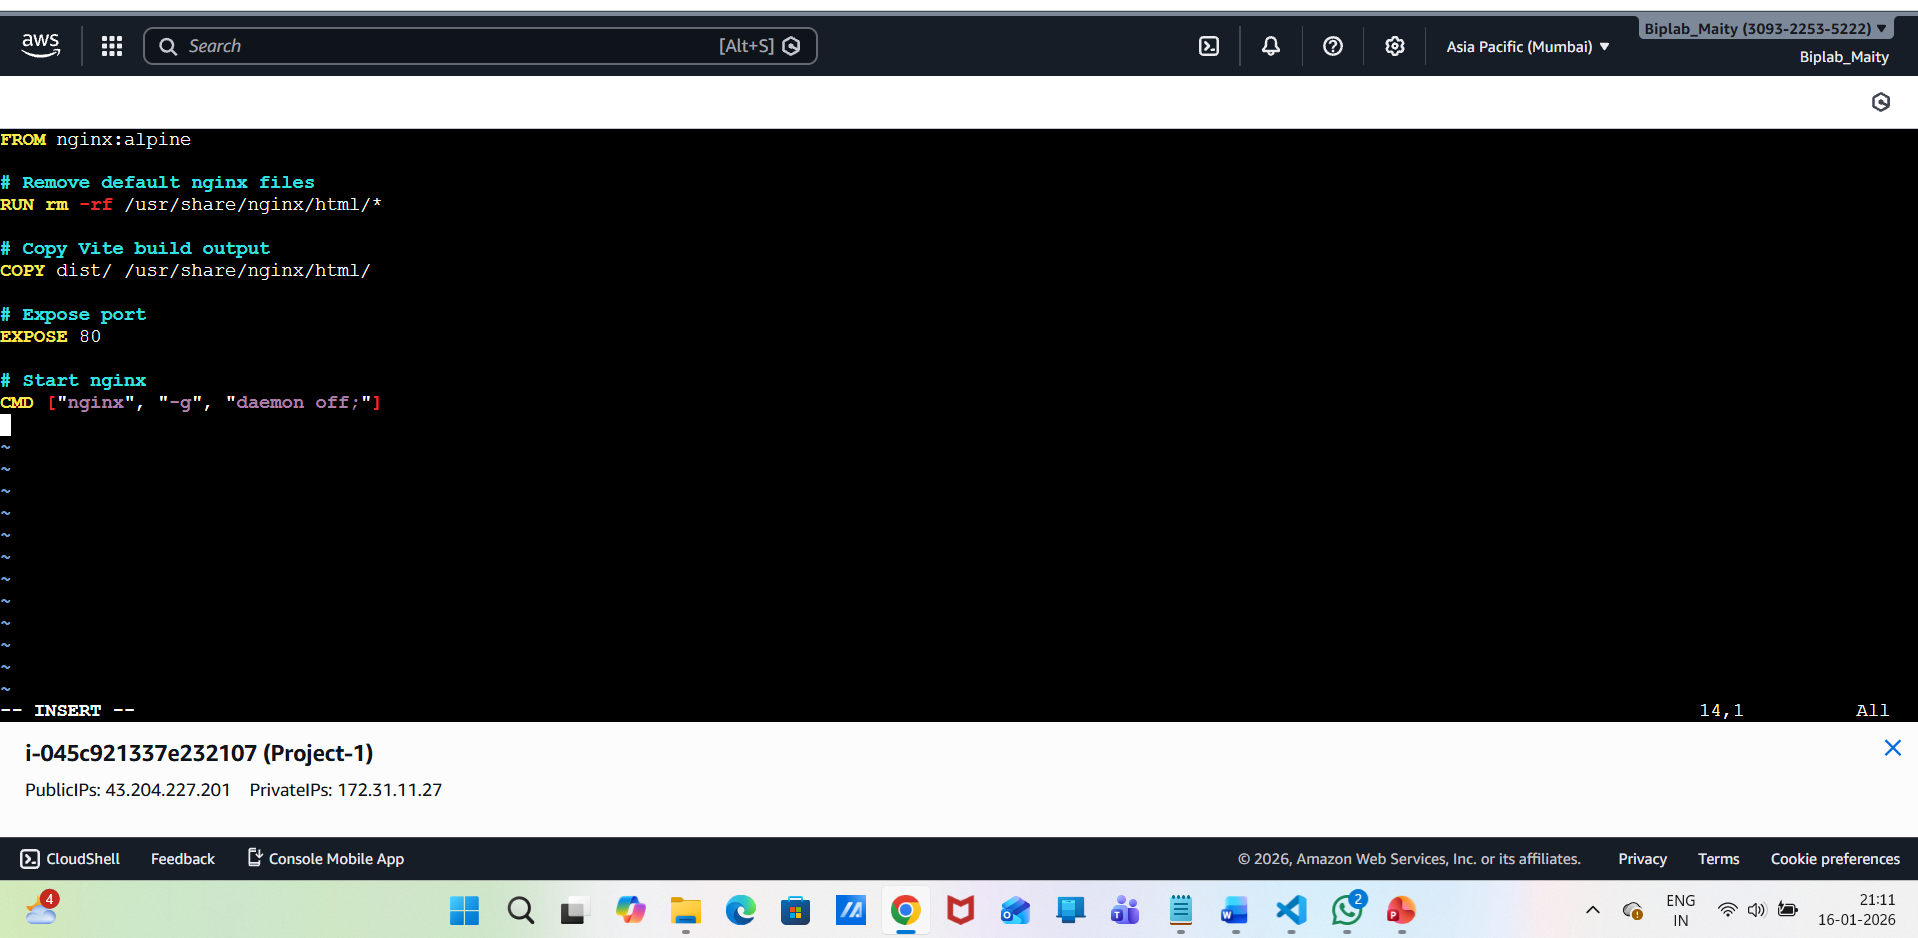 aws
Search [Alt+S]
Asia Pacific (Mumbai) ▼
Biplab_Maity (3093-2253-5222) ▼
Biplab_Maity
FROM nginx:alpine
# Remove default nginx files
RUN rm -rf /usr/share/nginx/html/*
# Copy Vite build output
COPY dist/ /usr/share/nginx/html/
# Expose port
EXPOSE 80
# Start nginx
CMD ["nginx", "-g", "daemon off;"]
~
~
~
~
~
~
~
~
~
~
~
~
-- INSERT -- 14,1 All
i-045c921337e232107 (Project-1)
PublicIPs: 43.204.227.201 PrivateIPs: 172.31.11.27
CloudShell Feedback Console Mobile App © 2026, Amazon Web Services, Inc. or its affiliates. Privacy Terms Cookie preferences
4
2
ENG
IN
21:11
16-01-2026